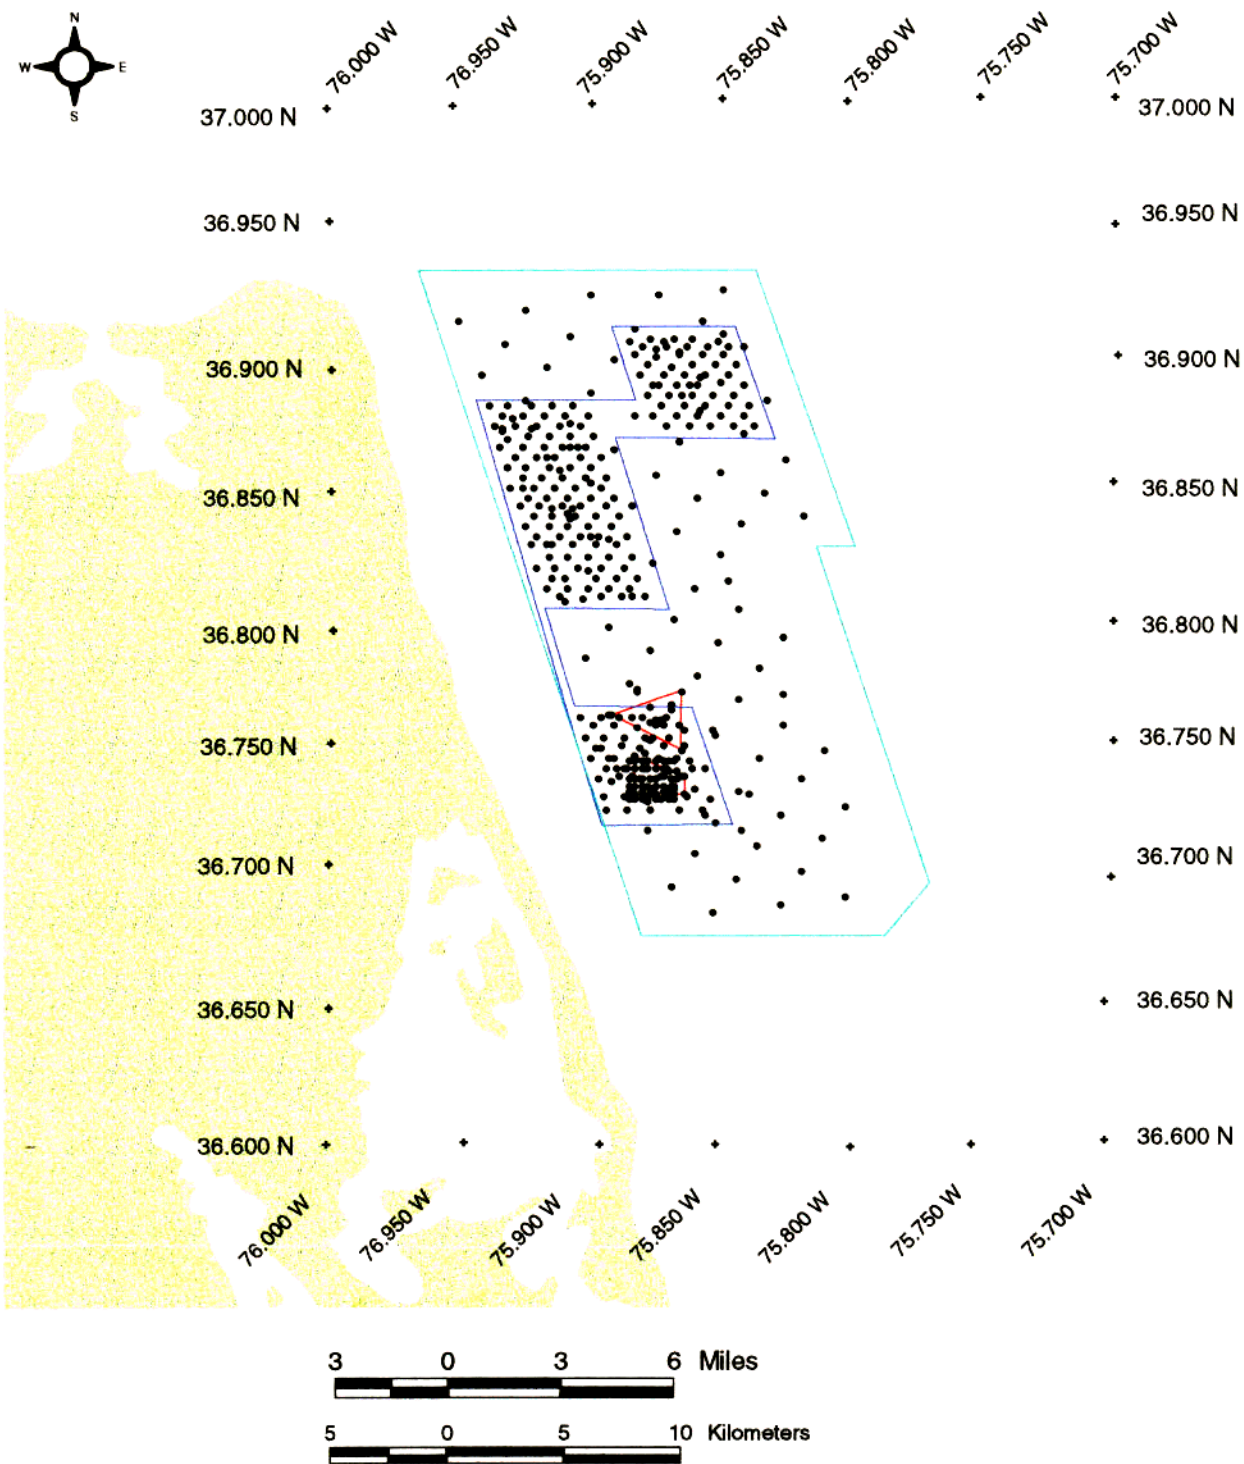 N
W E
S
76.000 W 76.950 W 75.900 W 75.850 W 75.800 W 75.750 W 75.700 W
37.000 N 37.000 N
36.950 N 36.950 N
36.900 N 36.900 N
36.850 N 36.850 N
36.800 N 36.800 N
36.750 N 36.750 N
36.700 N 36.700 N
36.650 N 36.650 N
36.600 N 36.600 N
76.000 W 76.950 W 75.900 W 75.850 W 75.800 W 75.750 W 75.700 W
3 0 3 6 Miles
5 0 5 10 Kilometers